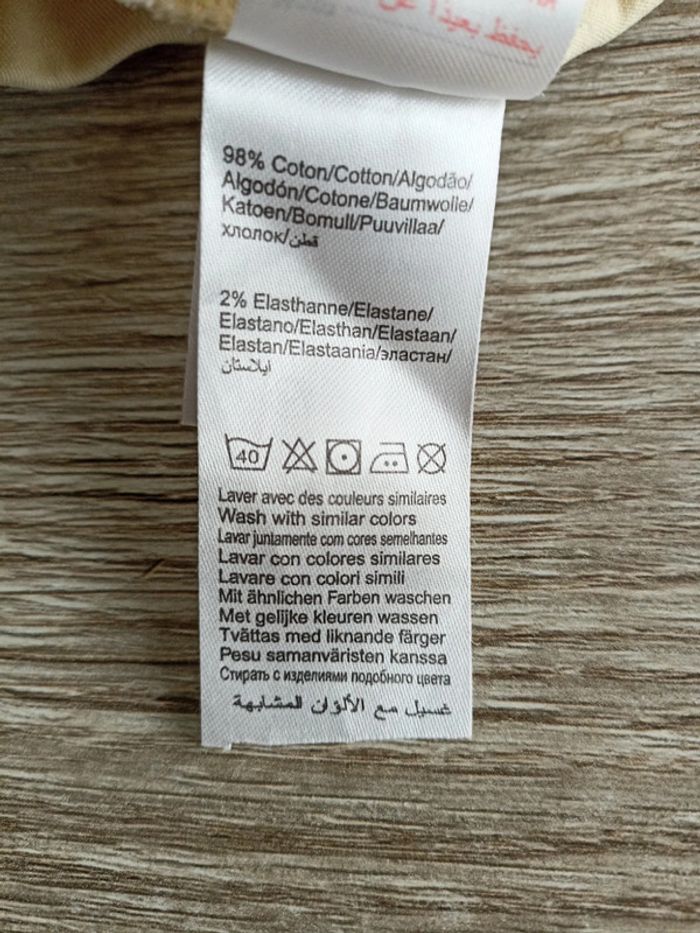 يحفظ بعيدا عن
98% Coton/Cotton/Algodão/
Algodón/Cotone/Baumwolle/
Katoen/Bomull/Puuvillaa/
хлопок/قطن
2% Elasthanne/Elastane/
Elastano/Elasthan/Elastaan/
Elastan/Elastaania/эластан/
ايلاستان
40
Laver avec des couleurs similaires
Wash with similar colors
Lavar juntamente com cores semelhantes
Lavar con colores similares
Lavare con colori simili
Mit ähnlichen Farben waschen
Met gelijke kleuren wassen
Tvättas med liknande färger
Pesu samanväristen kanssa
Стирать с изделиями подобного цвета
غسيل مع الألوان المشابهة